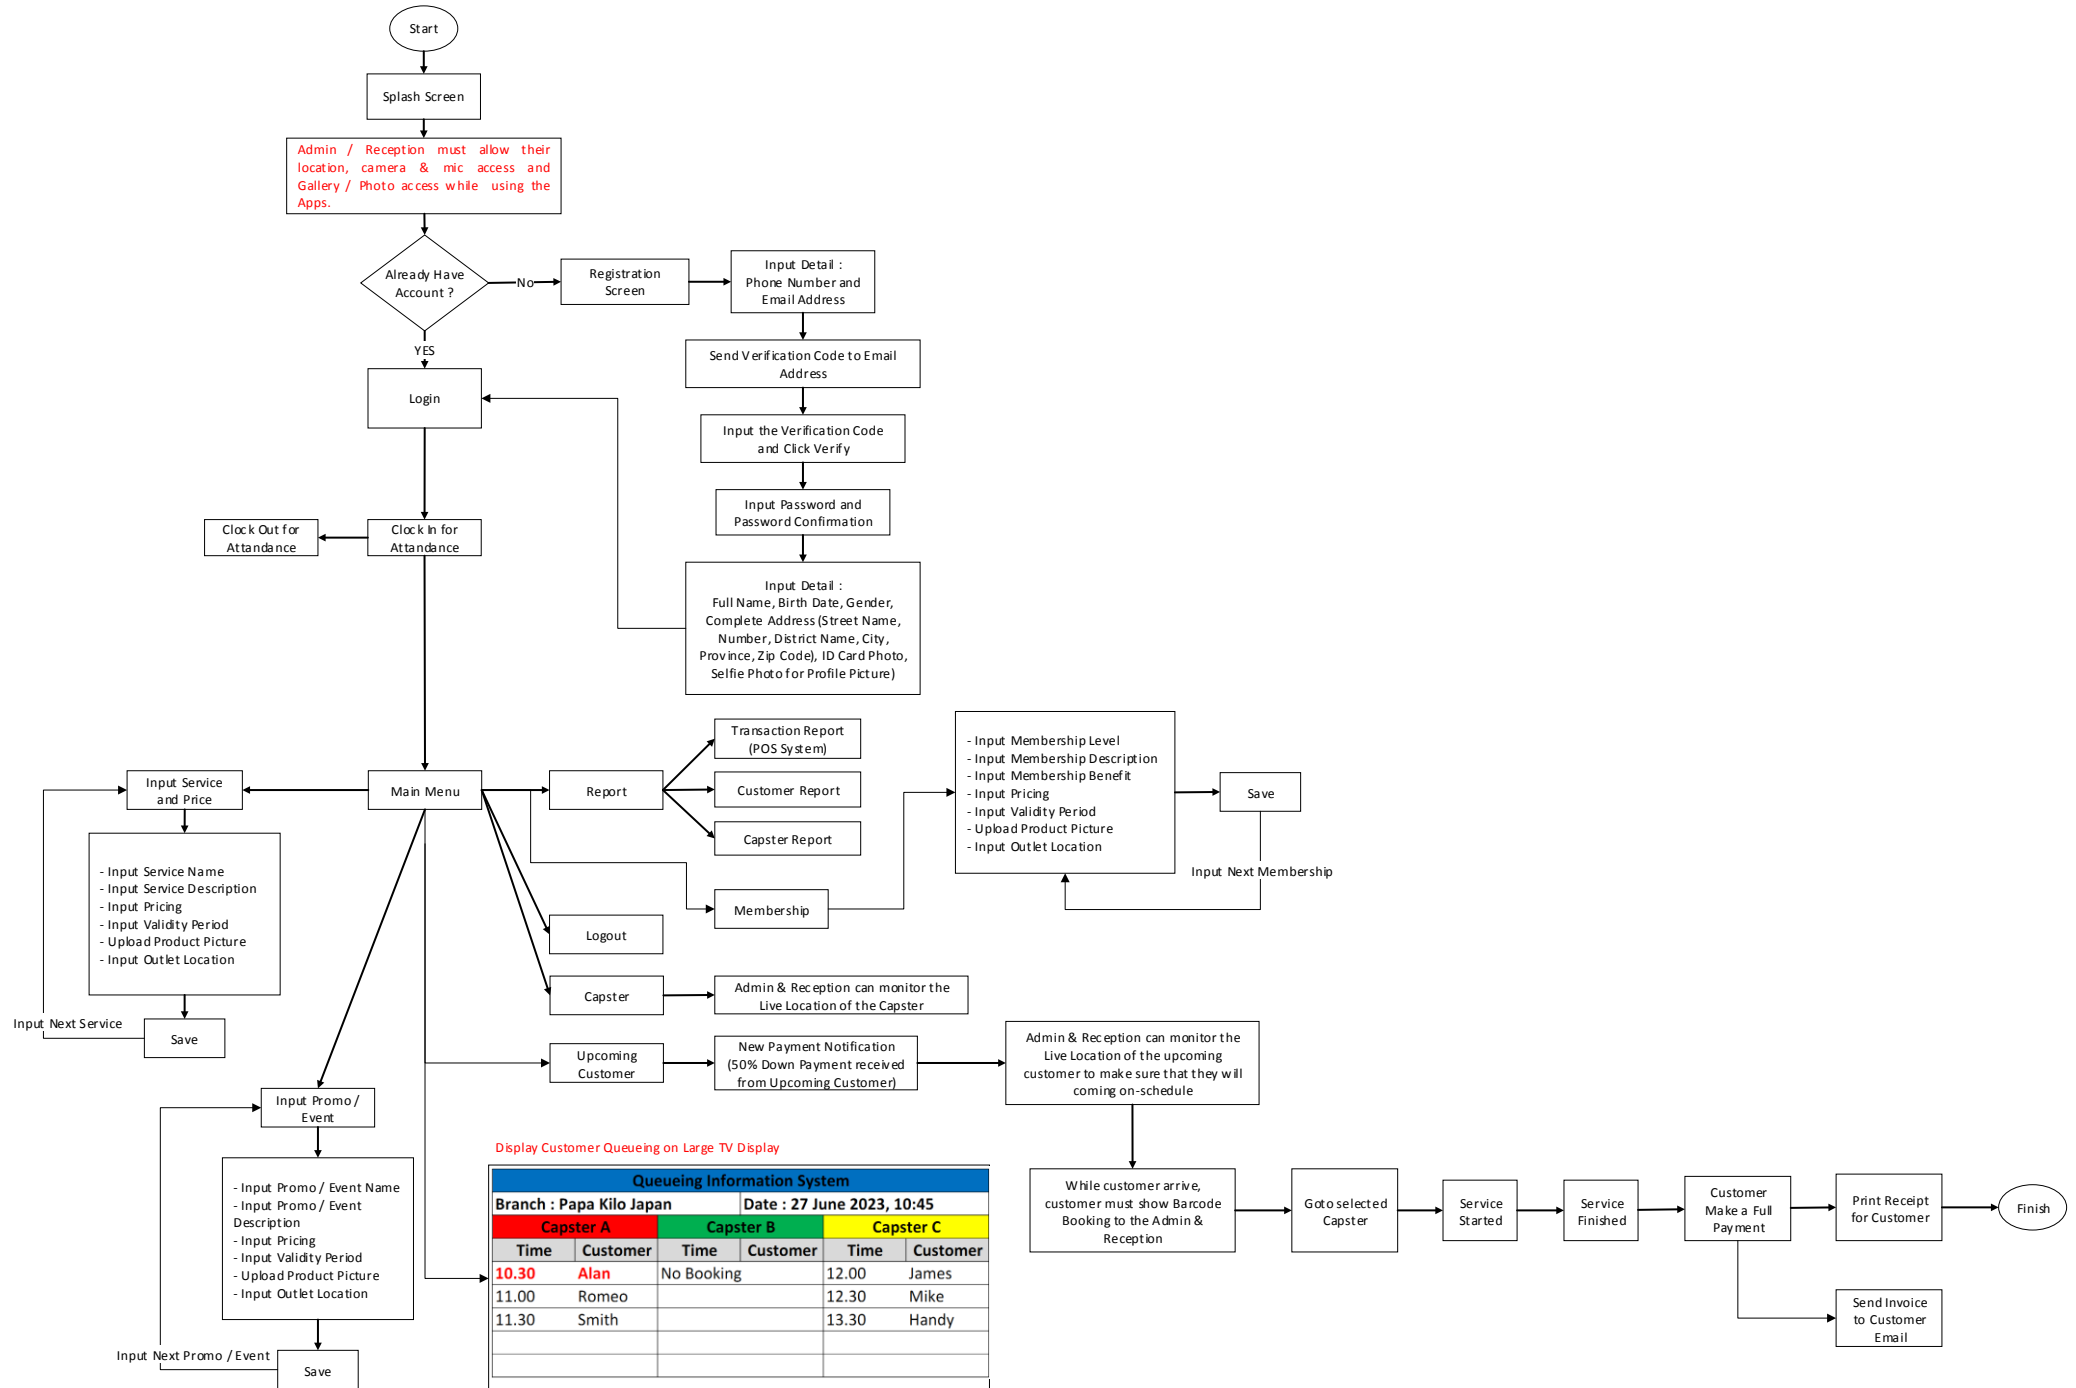 Start
Splash Screen
Admin / Reception must allow their
location, camera & mic access and
Gallery / Photo access while using the
Apps.
Already Have
Account ?
No
Registration
Screen
Input Detail :
Phone Number and
Email Address
YES
Send Verification Code to Email
Address
Login
Input the Verification Code
and Click Verify
Input Password and
Password Confirmation
Clock Out for
Attandance
Clock In for
Attandance
Input Detail :
Full Name, Birth Date, Gender,
Complete Address (Street Name,
Number, District Name, City,
Province, Zip Code), ID Card Photo,
Selfie Photo for Profile Picture)
Input Service
and Price
Main Menu
Report
Transaction Report
(POS System)
Customer Report
Capster Report
- Input Membership Level
- Input Membership Description
- Input Membership Benefit
- Input Pricing
- Input Validity Period
- Upload Product Picture
- Input Outlet Location
Save
Input Next Membership
- Input Service Name
- Input Service Description
- Input Pricing
- Input Validity Period
- Upload Product Picture
- Input Outlet Location
Membership
Logout
Capster
Admin & Reception can monitor the
Live Location of the Capster
Input Next Service
Save
Upcoming
Customer
New Payment Notification
(50% Down Payment received
from Upcoming Customer)
Admin & Reception can monitor the
Live Location of the upcoming
customer to make sure that they will
coming on-schedule
Input Promo /
Event
Display Customer Queueing on Large TV Display
- Input Promo / Event Name
- Input Promo / Event
Description
- Input Pricing
- Input Validity Period
- Upload Product Picture
- Input Outlet Location
Input Next Promo / Event
Save
Queueing Information System
Branch : Papa Kilo Japan Date : 27 June 2023, 10:45
Capster A Capster B Capster C
Time Customer Time Customer Time Customer
10.30 Alan No Booking 12.00 James
11.00 Romeo 12.30 Mike
11.30 Smith 13.30 Handy
While customer arrive,
customer must show Barcode
Booking to the Admin &
Reception
Goto selected
Capster
Service
Started
Service
Finished
Customer
Make a Full
Payment
Print Receipt
for Customer
Finish
Send Invoice
to Customer
Email